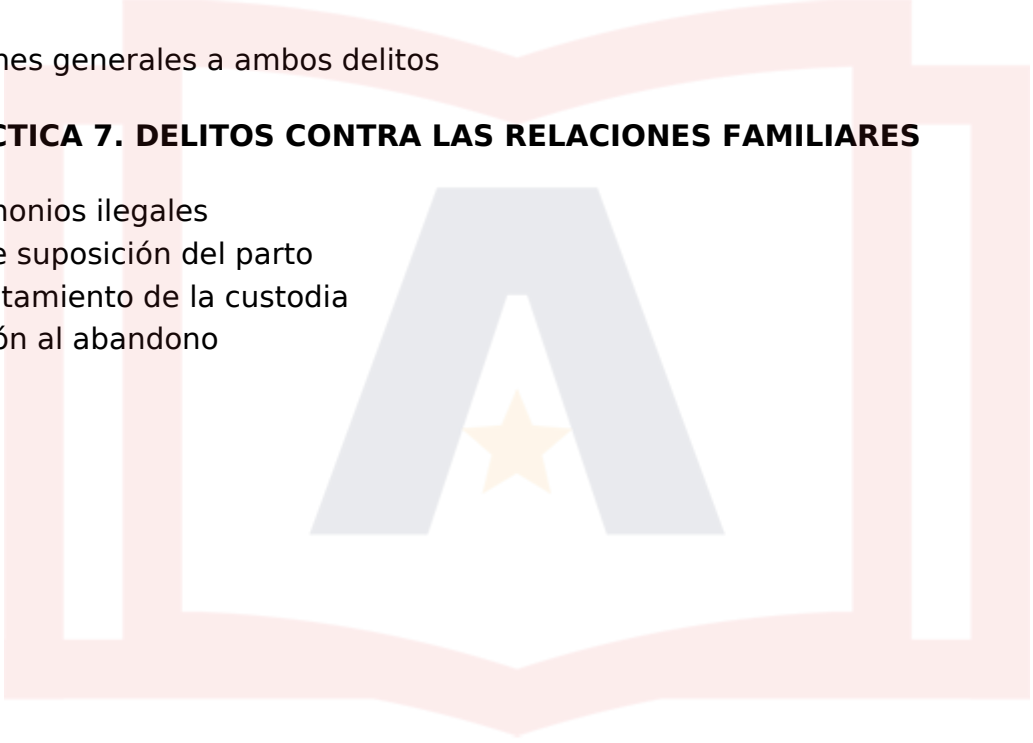 nes generales a ambos delitos
CTICA 7. DELITOS CONTRA LAS RELACIONES FAMILIARES
nonios ilegales
e suposición del parto
tamiento de la custodia
ón al abandono